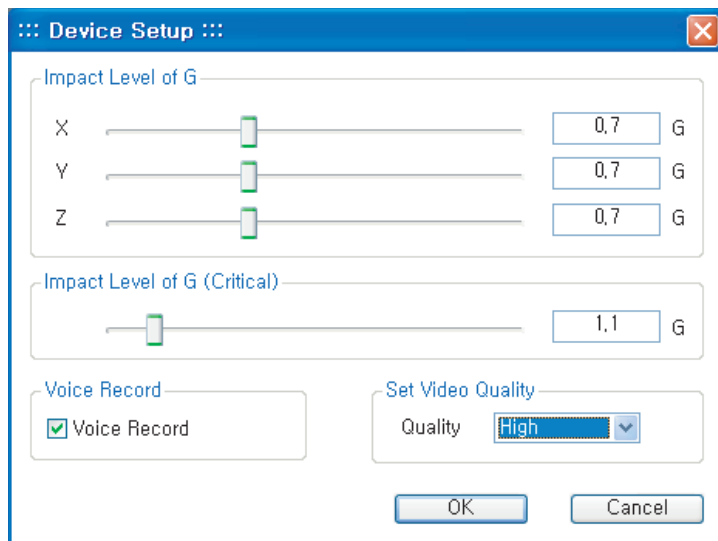 ::: Device Setup :::
Impact Level of G
X 0.7 G
Y 0.7 G
Z 0.7 G
Impact Level of G (Critical)
1.1 G
Voice Record
Voice Record
Set Video Quality
Quality High
OK Cancel